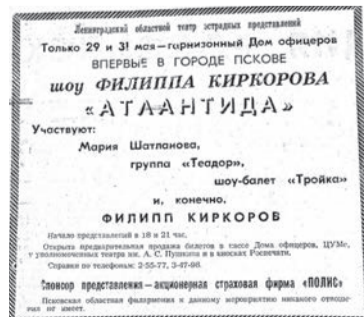 Ленинградский областной театр эстрадных представлений
Только 29 и 31 мая — гарнизонный Дом офицеров
ВПЕРВЫЕ В ГОРОДЕ ПСКОВЕ
шоу ФИЛИППА КИРКОРОВА
«АТЛАНТИДА»
Участвуют:
Мария Шатланова,
группа «Теадор»,
шоу-балет «Тройка»
и, конечно,
ФИЛИПП КИРКОРОВ
Начало представлений в 18 и 21 час.
Открыта предварительная продажа билетов в кассе Дома офицеров, ЦУМе,
у уполномоченных театра им. А. С. Пушкина и в киосках Роспечати.
Справки по телефонам: 2-55-77, 3-47-96.
Спонсор представления — акционерная страховая фирма «ПОЛИС»
Псковская областная филармония к данному мероприятию никакого отноше-
ния не имеет.